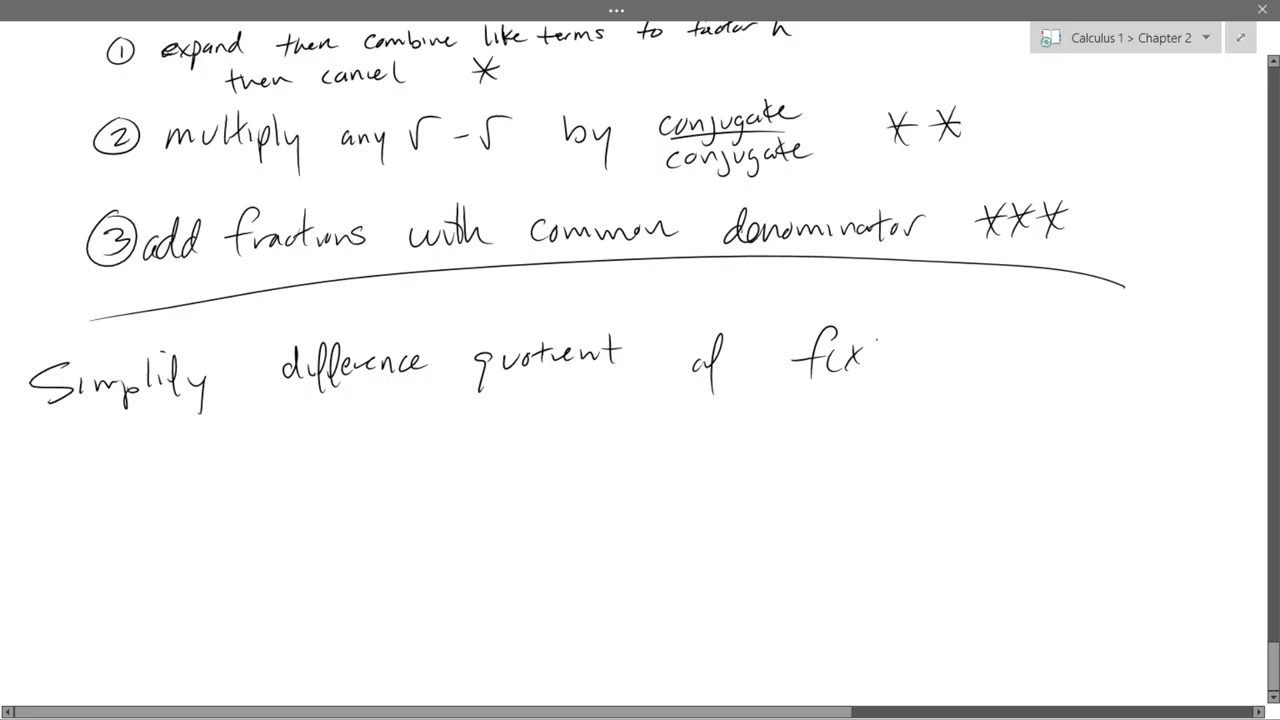 Calculus 1 > Chapter 2
① expand then combine like terms to factor h
then cancel *
② multiply any √ - √ by conjugate/conjugate * *
③ add fractions with common denominator ***
Simplify difference quotient of f(x